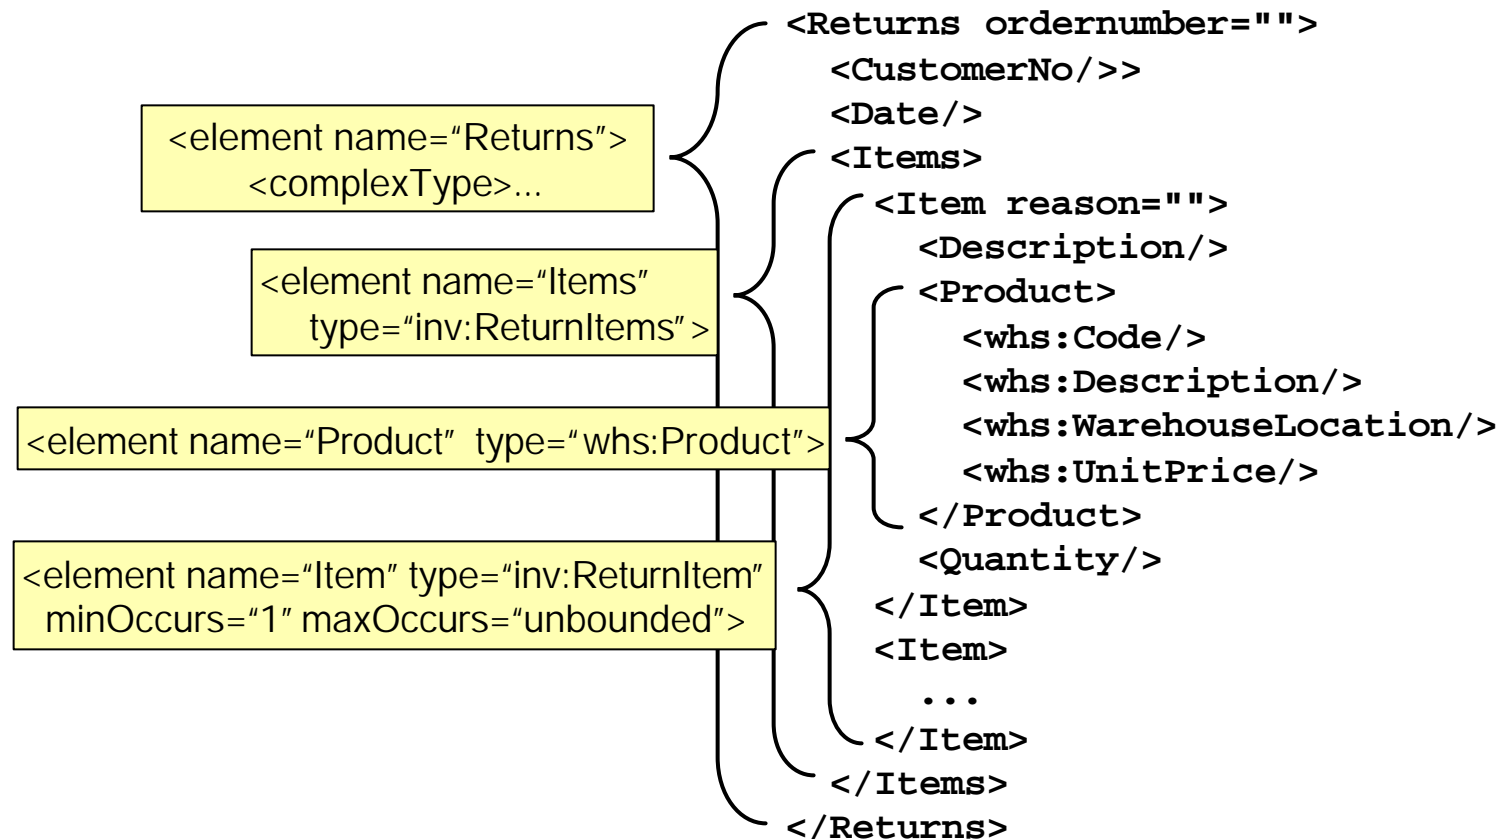 <element name="Returns">
<complexType>...
<element name="Items"
type="inv:ReturnItems">
<element name="Product" type="whs:Product">
<element name="Item" type="inv:ReturnItem"
minOccurs="1" maxOccurs="unbounded">
<Returns ordernumber="">
<CustomerNo/>>
<Date/>
<Items>
<Item reason="">
<Description/>
<Product>
<whs:Code/>
<whs:Description/>
<whs:WarehouseLocation/>
<whs:UnitPrice/>
</Product>
<Quantity/>
</Item>
<Item>
...
</Item>
</Items>
</Returns>